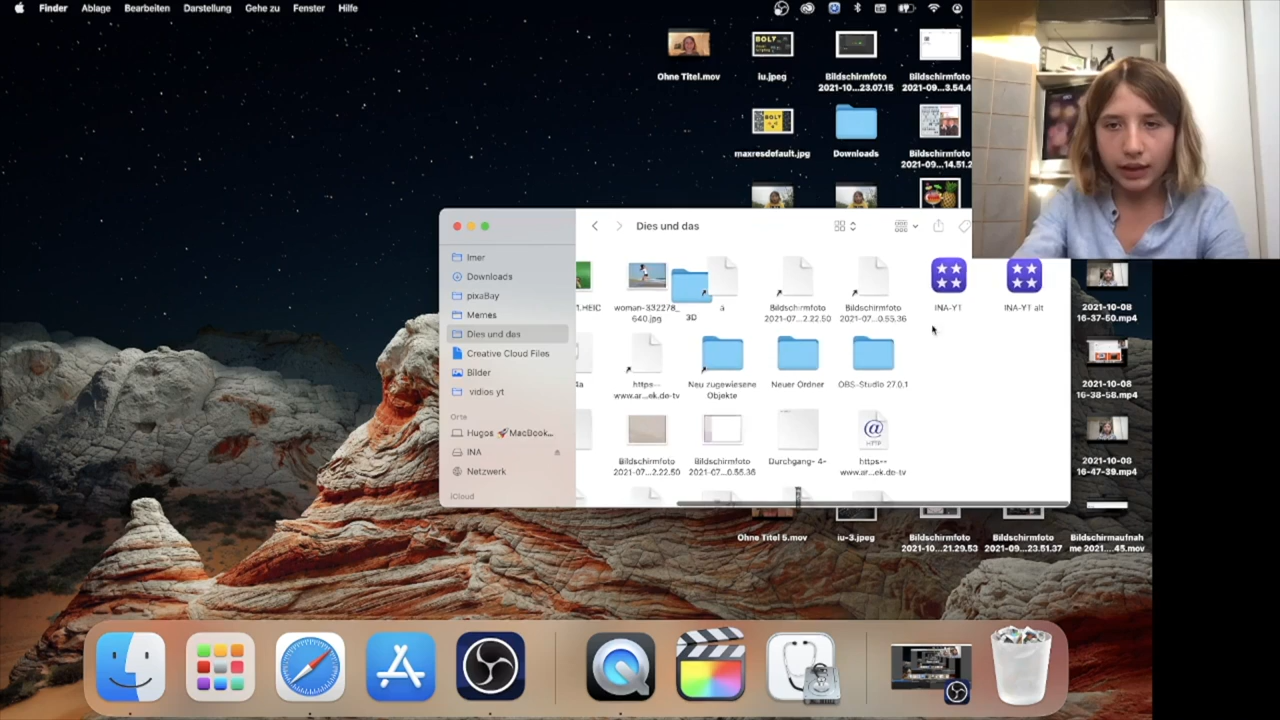 Finder Ablage Bearbeiten Darstellung Gehe zu Fenster Hilfe
Ohne Titel.mov
iu.jpeg
Bildschirmfoto
2021-10...23.07.15
Bildschirmfoto
2021-09...3.54.4
BOLT
BOLT
maxresdefault.jpg
Downloads
Bildschirmfoto
2021-09...14.51.2
Dies und das
Imer
Downloads
pixaBay
Memes
Dies und das
Creative Cloud Files
Bilder
vidios yt
Orte
Hugos 🚀MacBook...
INA
Netzwerk
iCloud
1.HEIC
woman-332278_
640.jpg
3D
a
Bildschirmfoto
2021-07...2.22.50
Bildschirmfoto
2021-07...0.55.36
INA-YT
INA-YT alt
4a
https--
www.ar...ek.de-tv
Neu zugewiesene
Objekte
Neuer Ordner
OBS-Studio 27.0.1
Bildschirmfoto
2021-07...2.22.50
Bildschirmfoto
2021-07...0.55.36
Durchgang- 4-
@
HTTP
https--
www.ar...ek.de-tv
2021-10-08
16-37-50.mp4
2021-10-08
16-38-58.mp4
2021-10-08
16-47-39.mp4
Ohne Titel 5.mov
iu-3.jpeg
Bildschirmfoto
2021-10...21.29.53
Bildschirmfoto
2021-09...23.51.37
Bildschirmaufnah
me 2021....45.mov